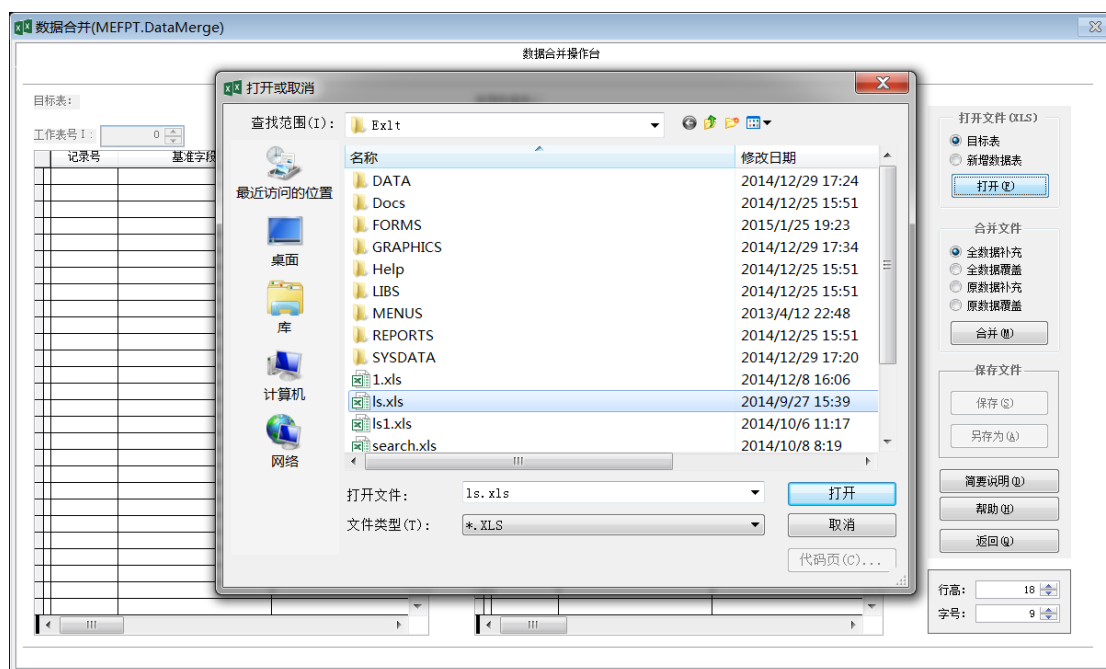 数据合并(MEFPT.DataMerge)
数据合并操作台
目标表:
工作表号 I: 0
记录号 基准字段
打开或取消
查找范围(I): Exlt
最近访问的位置
桌面
库
计算机
网络
名称 修改日期
DATA 2014/12/29 17:24
Docs 2014/12/25 15:51
FORMS 2015/1/25 19:23
GRAPHICS 2014/12/29 17:34
Help 2014/12/25 15:51
LIBS 2014/12/25 15:51
MENUS 2013/4/12 22:48
REPORTS 2014/12/25 15:51
SYSDATA 2014/12/29 17:20
1.xls 2014/12/8 16:06
ls.xls 2014/9/27 15:39
ls1.xls 2014/10/6 11:17
search.xls 2014/10/8 8:19
打开文件: ls.xls
打开
文件类型(T): *.XLS
取消
代码页(C)...
打开文件(XLS)
目标表
新增数据表
打开(F)
合并文件
全数据补充
全数据覆盖
原数据补充
原数据覆盖
合并(M)
保存文件
保存(S)
另存为(A)
简要说明(D)
帮助(H)
返回(Q)
行高: 18
字号: 9